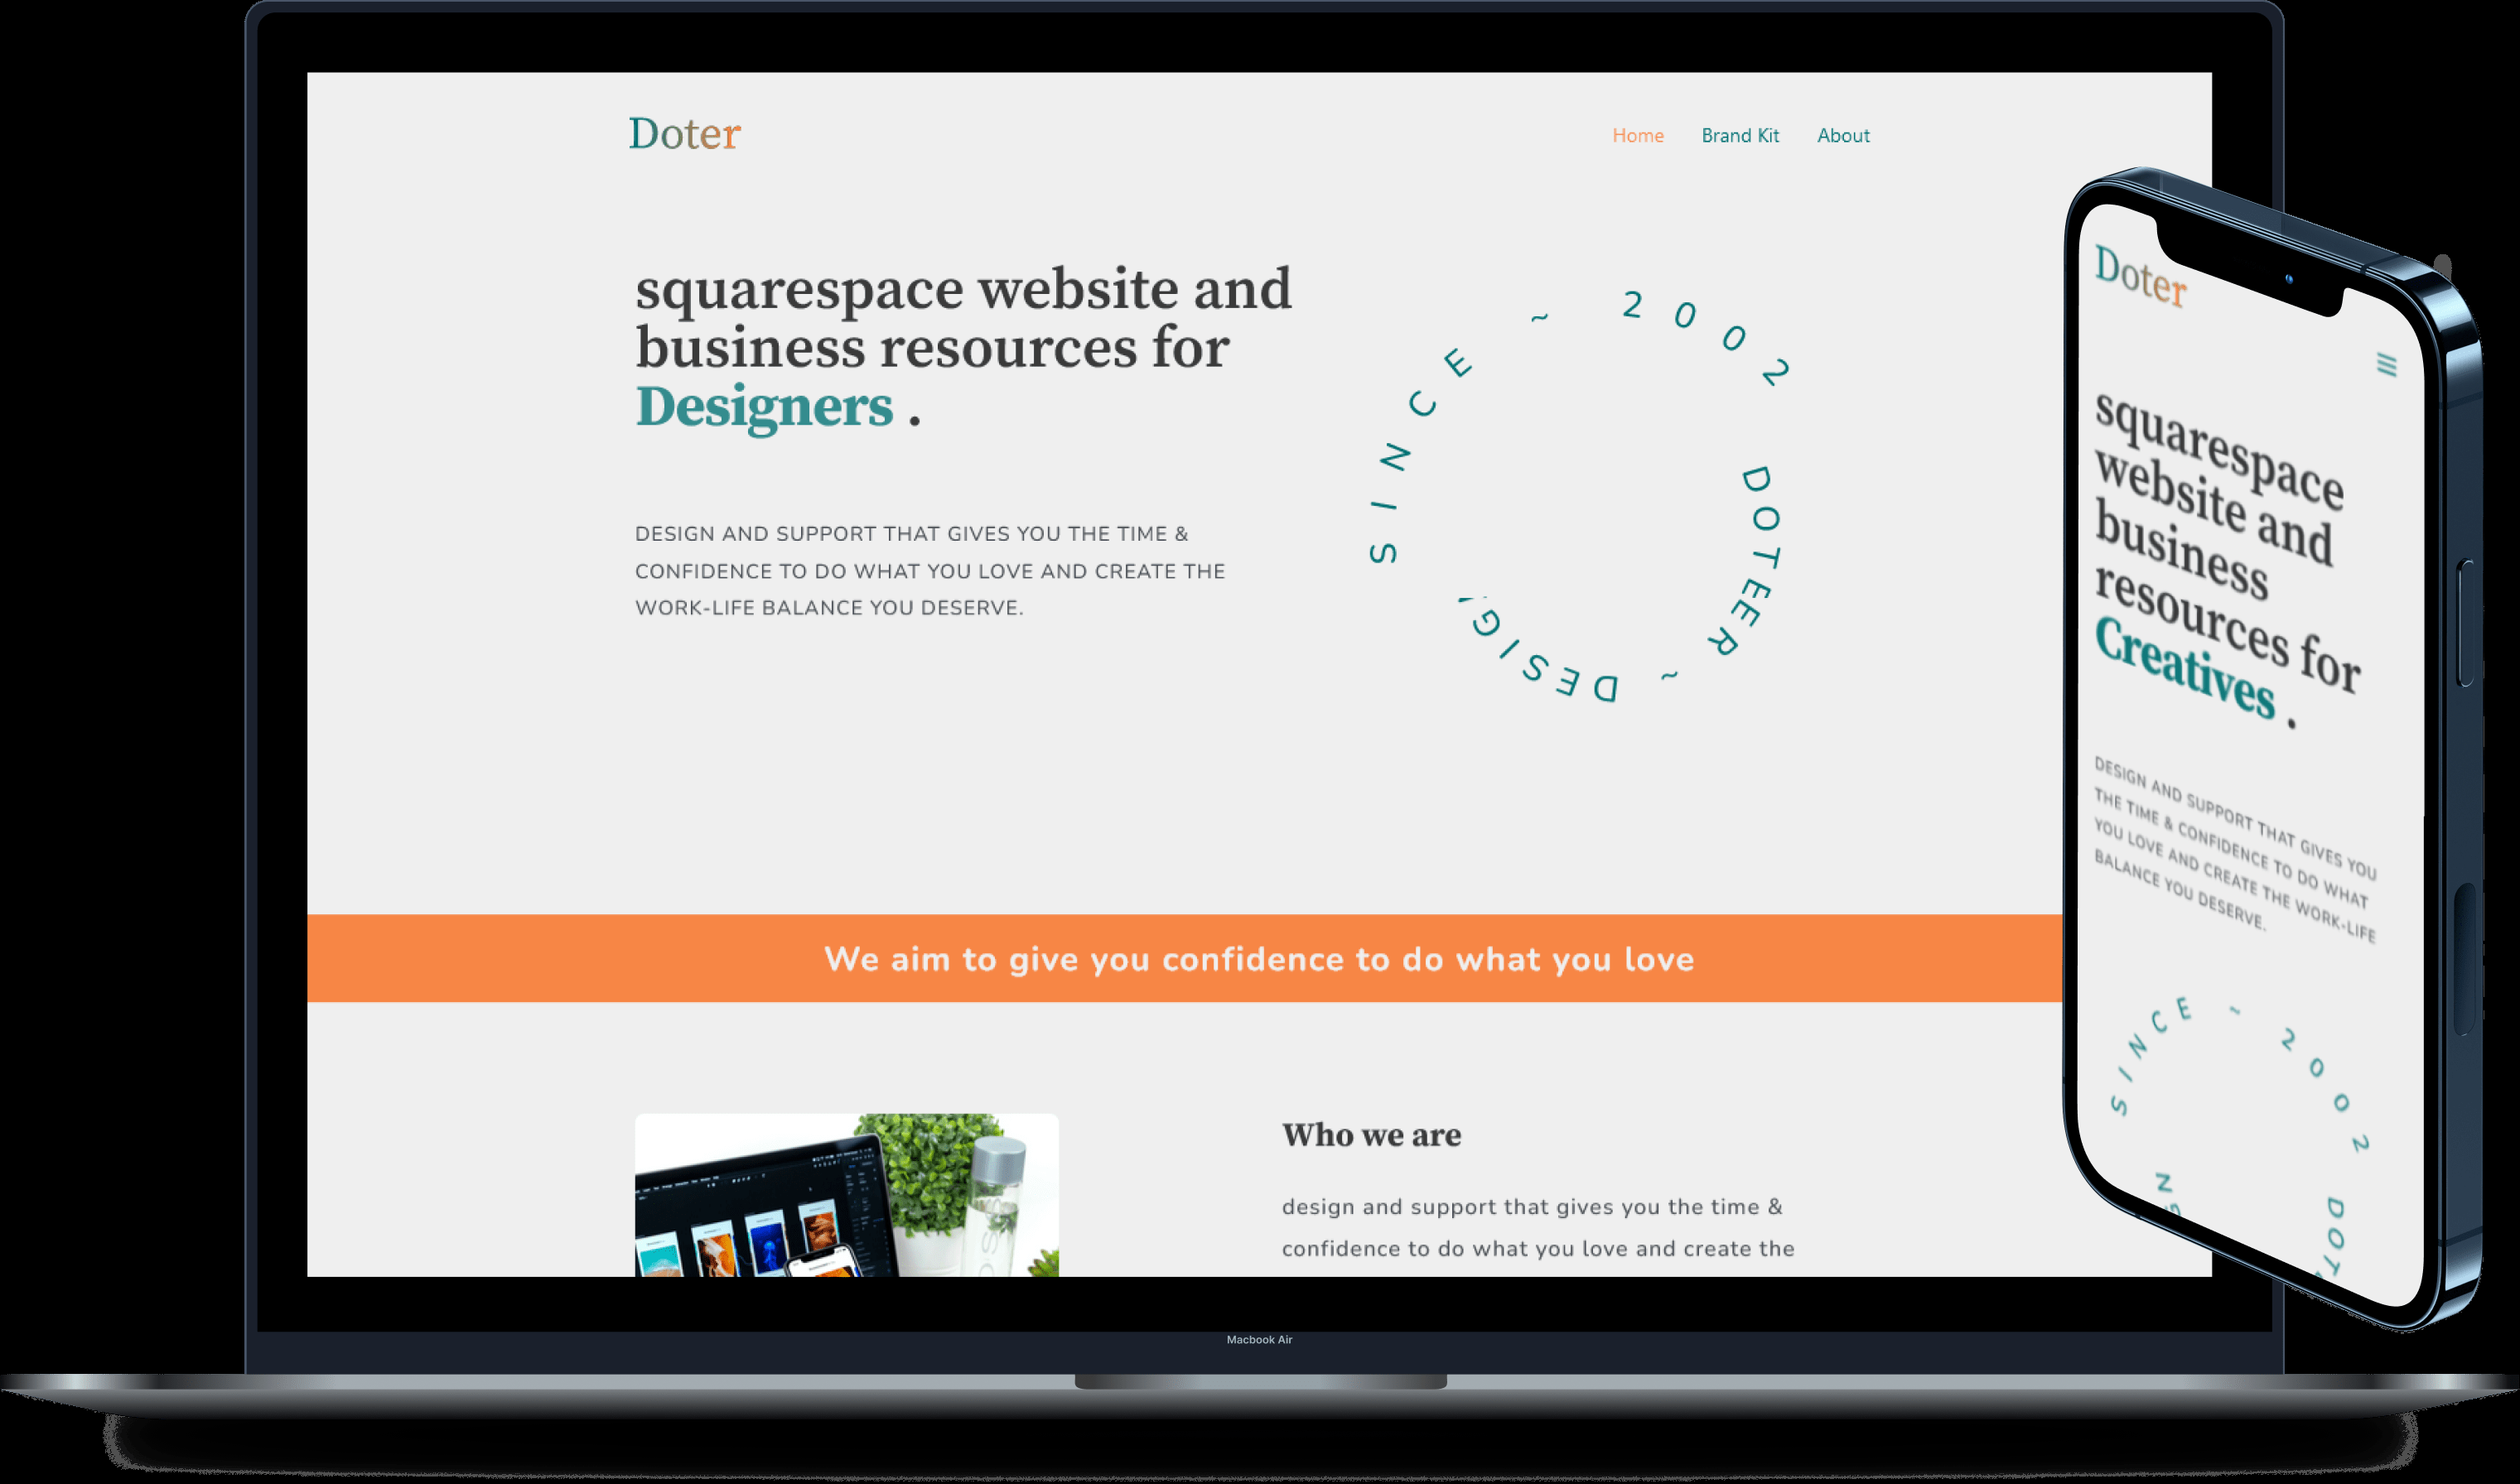 Doter
Home Brand Kit About
squarespace website and
business resources for
Designers .
SINCE ~ 2002
DOTEER ~ DESIG
DESIGN AND SUPPORT THAT GIVES YOU THE TIME &
CONFIDENCE TO DO WHAT YOU LOVE AND CREATE THE
WORK-LIFE BALANCE YOU DESERVE.
We aim to give you confidence to do what you love
Who we are
design and support that gives you the time &
confidence to do what you love and create the
Macbook Air
Doter
squarespace
website and
business
resources for
Creatives .
DESIGN AND SUPPORT THAT GIVES YOU
THE TIME & CONFIDENCE TO DO WHAT
YOU LOVE AND CREATE THE WORK-LIFE
BALANCE YOU DESERVE.
SINCE ~ 2002
DOT